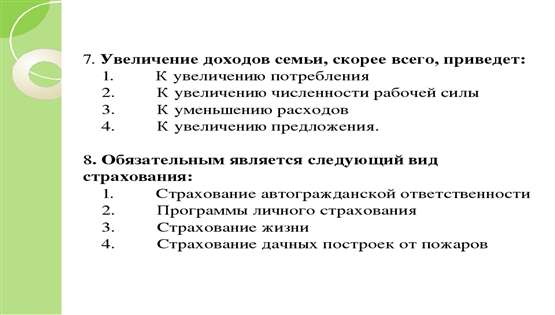 7. Увеличение доходов семьи, скорее всего, приведет:
1. К увеличению потребления
2. К увеличению численности рабочей силы
3. К уменьшению расходов
4. К увеличению предложения.
8. Обязательным является следующий вид
страхования:
1. Страхование автогражданской ответственности
2. Программы личного страхования
3. Страхование жизни
4. Страхование дачных построек от пожаров